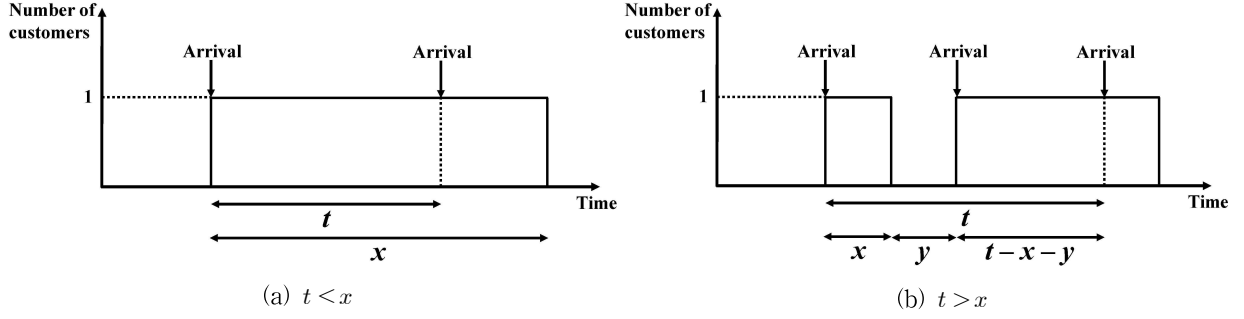 Number of
customers
Arrival
Arrival
1
Time
t
x
(a) t < x
Number of
customers
Arrival
Arrival
Arrival
1
Time
t
x
y
t − x − y
(b) t > x